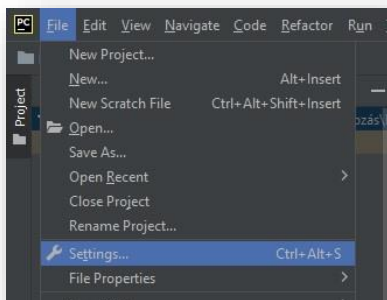 PC File Edit View Navigate Code Refactor Run
New Project...
New... Alt+Insert
New Scratch File Ctrl+Alt+Shift+Insert
Open...
Save As...
Open Recent
Close Project
Rename Project...
Settings... Ctrl+Alt+S
File Properties
Project